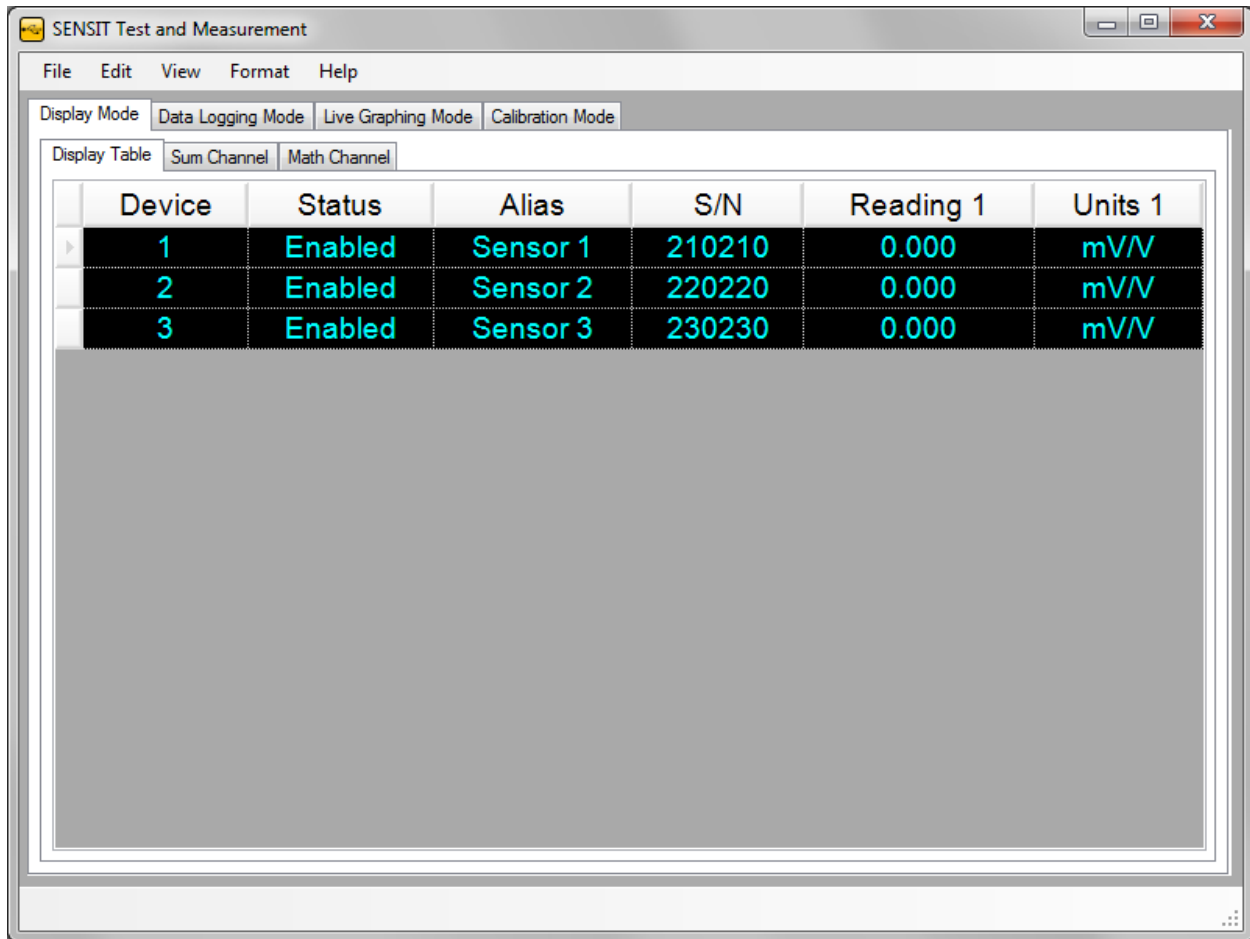 SENSIT Test and Measurement
File Edit View Format Help
Display Mode Data Logging Mode Live Graphing Mode Calibration Mode
Display Table Sum Channel Math Channel
Device Status Alias S/N Reading 1 Units 1
1 Enabled Sensor 1 210210 0.000 mV/V
2 Enabled Sensor 2 220220 0.000 mV/V
3 Enabled Sensor 3 230230 0.000 mV/V